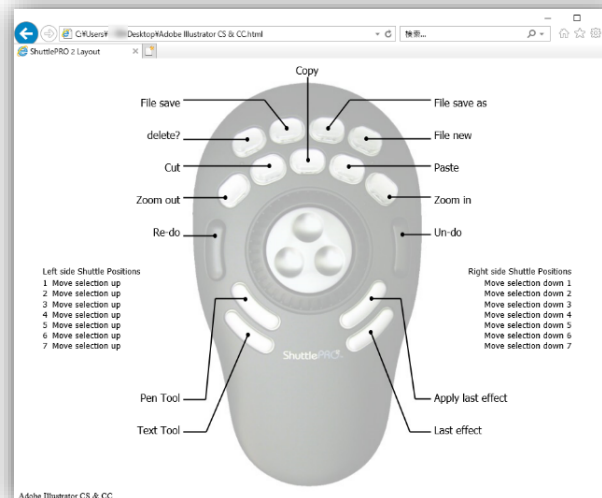 C:¥Users¥ Desktop¥Adobe Illustrator CS & CC.html
検索...
ShuttlePRO 2 Layout
Copy
File save
File save as
delete?
File new
Cut
Paste
Zoom out
Zoom in
Re-do
Un-do
Left side Shuttle Positions
1 Move selection up
2 Move selection up
3 Move selection up
4 Move selection up
5 Move selection up
6 Move selection up
7 Move selection up
Right side Shuttle Positions
Move selection down 1
Move selection down 2
Move selection down 3
Move selection down 4
Move selection down 5
Move selection down 6
Move selection down 7
ShuttlePRO
Pen Tool
Apply last effect
Text Tool
Last effect
Adobe Illustrator CS & CC